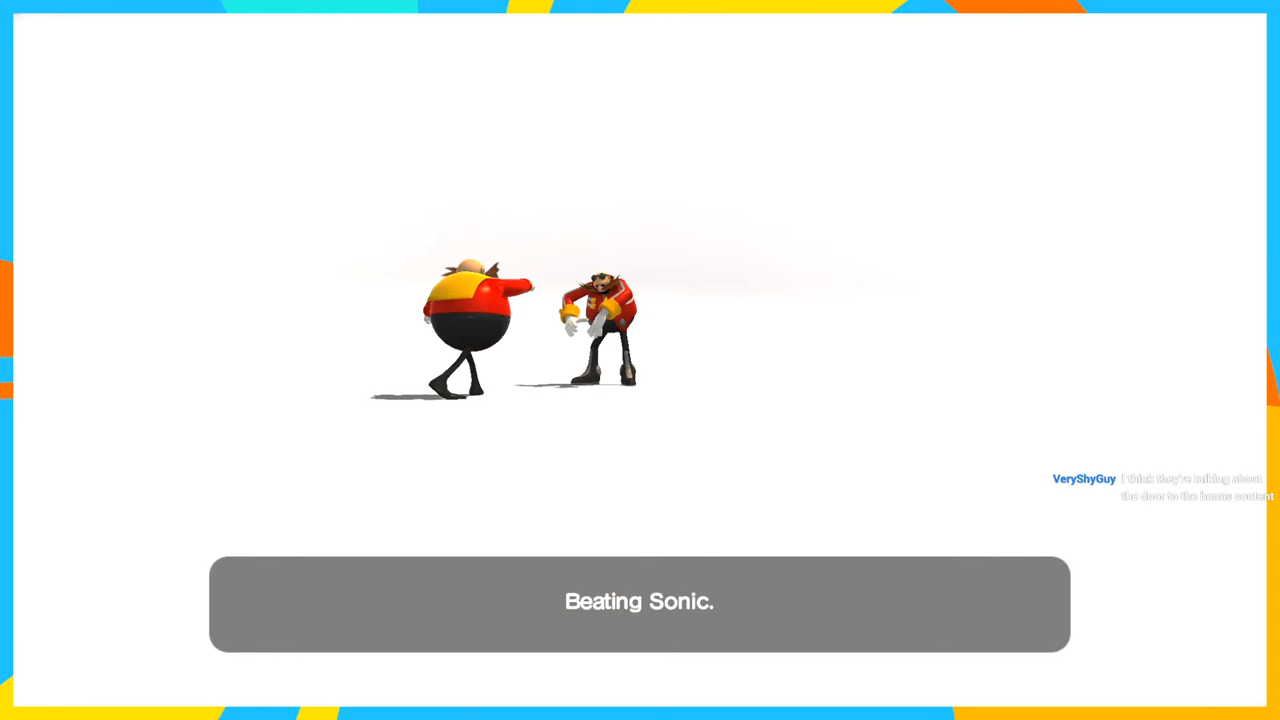 VeryShyGuy I think they're talking about
the door to the bonus content
Beating Sonic.